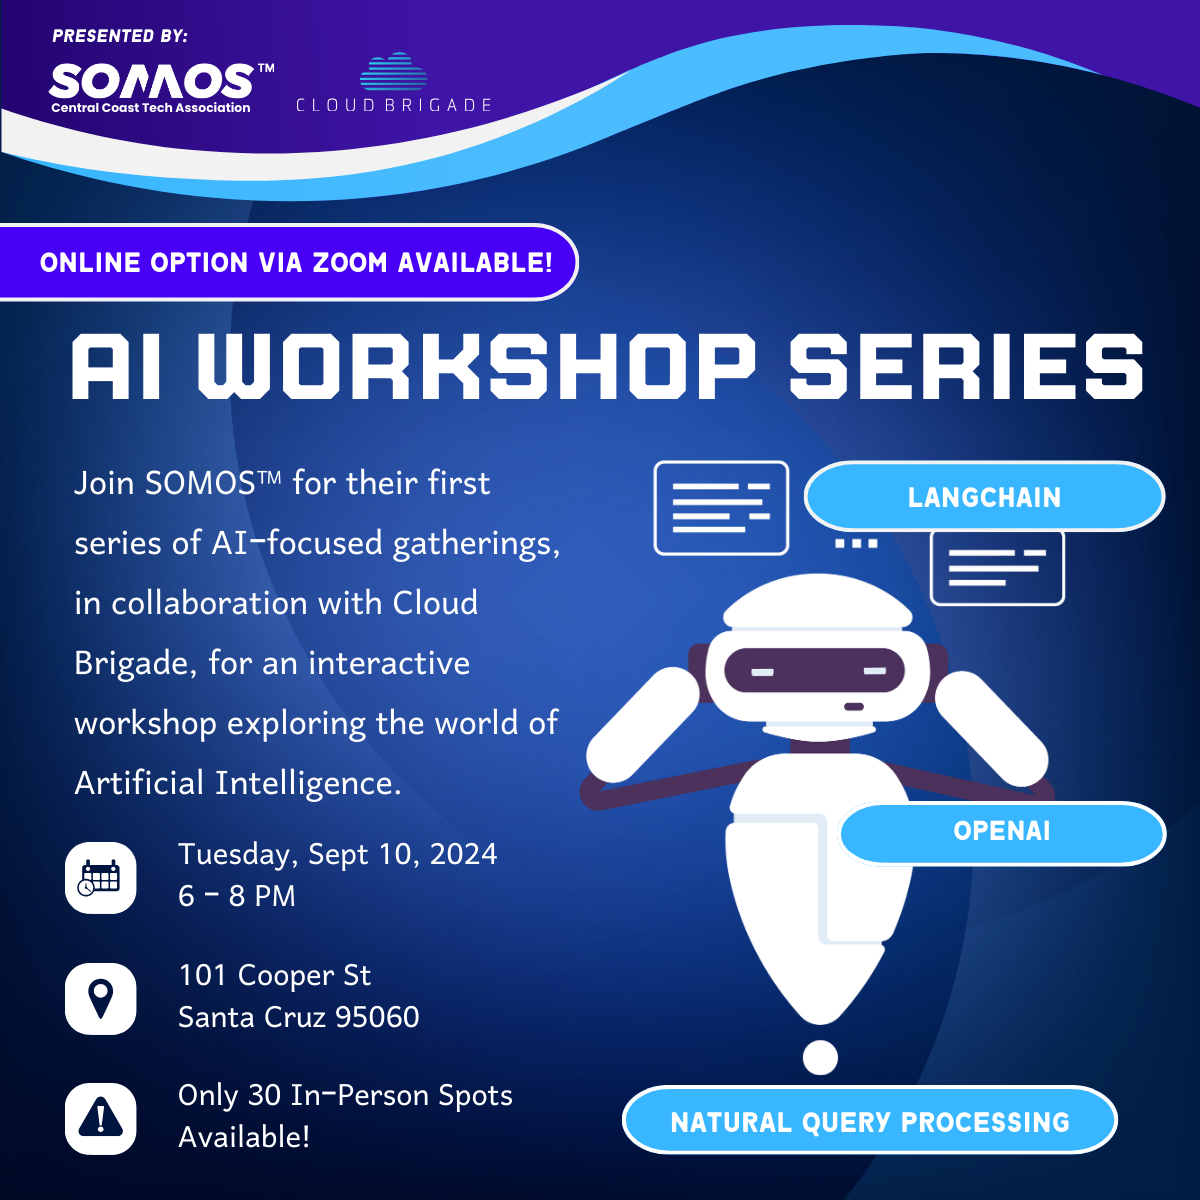 PRESENTED BY:
SOMOS™
Central Coast Tech Association
CLOUD BRIGADE
ONLINE OPTION VIA ZOOM AVAILABLE!
AI WORKSHOP SERIES
Join SOMOS™ for their first
series of AI-focused gatherings,
in collaboration with Cloud
Brigade, for an interactive
workshop exploring the world of
Artificial Intelligence.
LANGCHAIN
OPENAI
Tuesday, Sept 10, 2024
6 - 8 PM
101 Cooper St
Santa Cruz 95060
Only 30 In-Person Spots
Available!
NATURAL QUERY PROCESSING